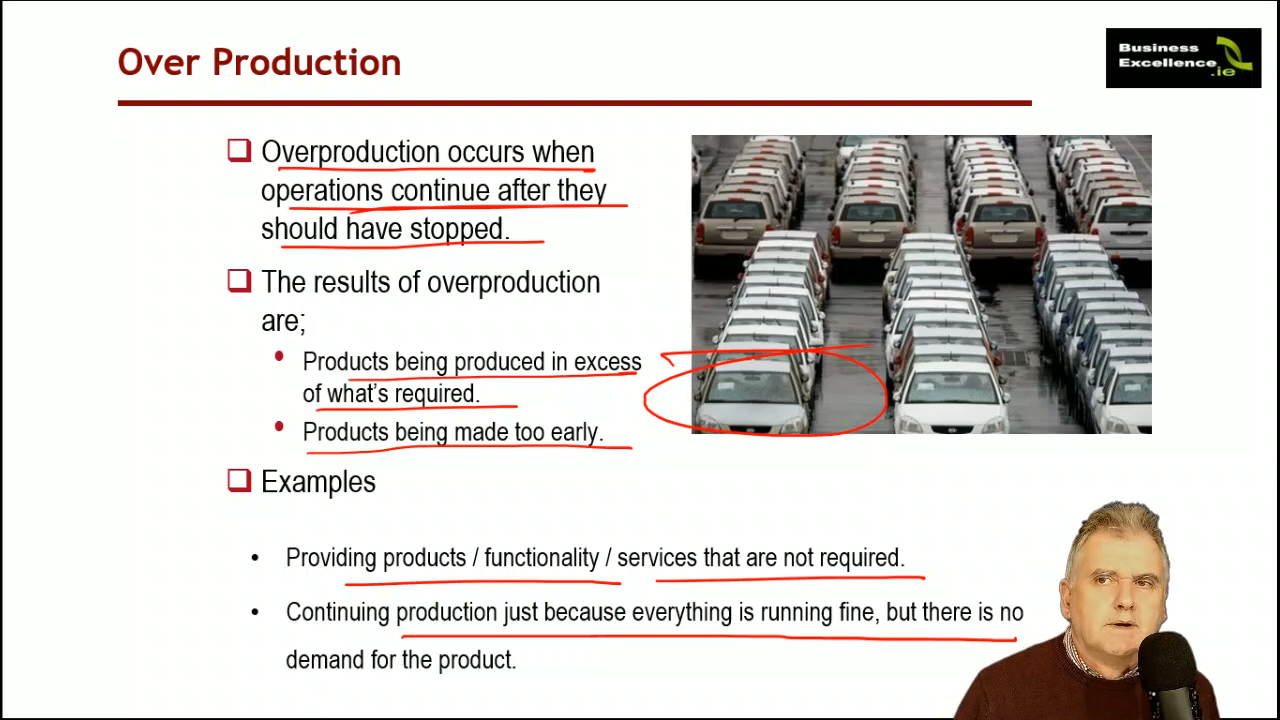 Over Production
Business
Excellence
.ie
Overproduction occurs when
operations continue after they
should have stopped.
The results of overproduction
are;
Products being produced in excess
of what's required.
Products being made too early.
Examples
Providing products / functionality / services that are not required.
Continuing production just because everything is running fine, but there is no
demand for the product.